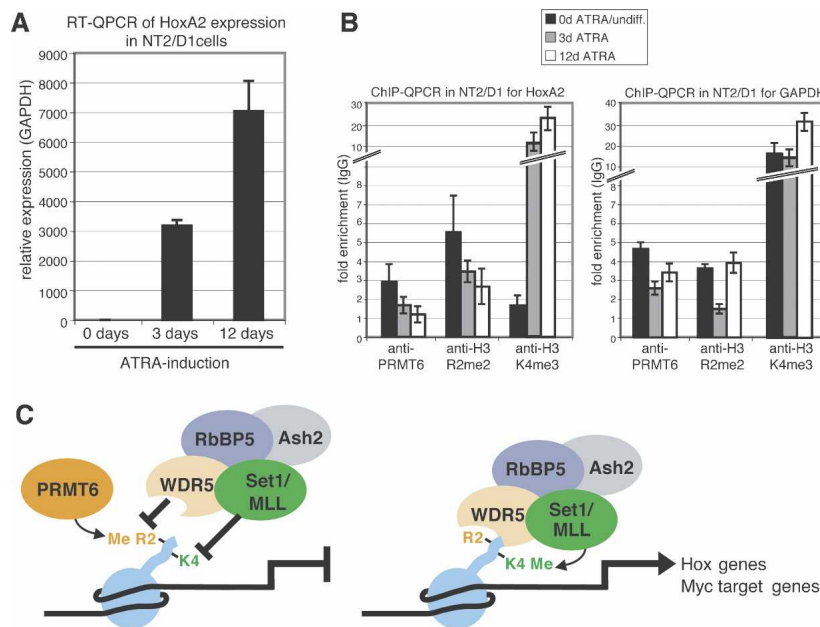 A
RT-QPCR of HoxA2 expression
in NT2/D1cells
relative expression (GAPDH)
9000
8000
7000
6000
5000
4000
3000
2000
1000
0
0 days
3 days
12 days
ATRA-induction
B
0d ATRA/undiff.
3d ATRA
12d ATRA
ChIP-QPCR in NT2/D1 for HoxA2
fold enrichment (IgG)
30
20
10
8
7
6
5
4
3
2
1
0
anti-
PRMT6
anti-H3
R2me2
anti-H3
K4me3
ChIP-QPCR in NT2/D1 for GAPDH
fold enrichment (IgG)
40
30
20
10
8
7
6
5
4
3
2
1
0
anti-
PRMT6
anti-H3
R2me2
anti-H3
K4me3
C
PRMT6
RbBP5
Ash2
WDR5
Set1/
MLL
Me R2
K4
RbBP5
Ash2
WDR5
Set1/
MLL
R2
K4 Me
Hox genes
Myc target genes